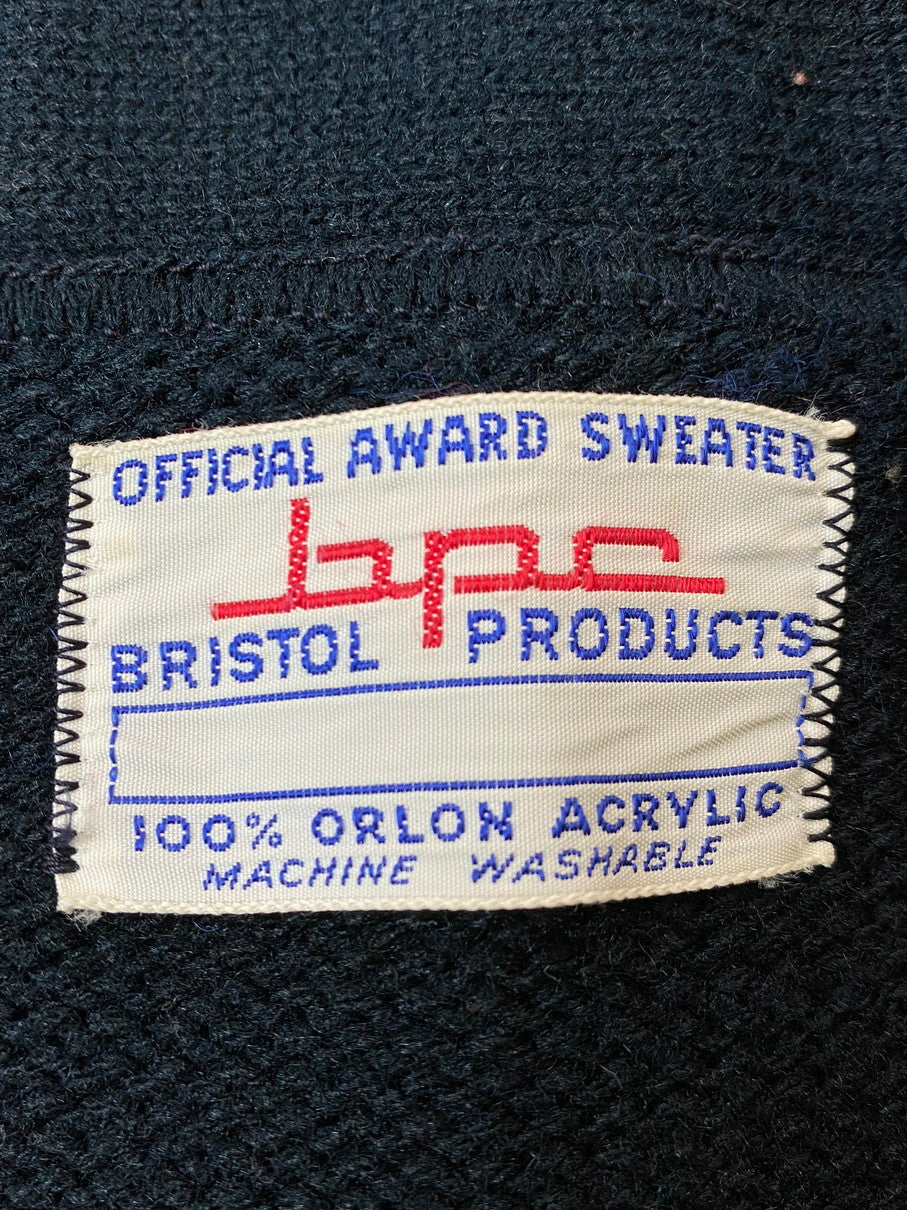 OFFICIAL AWARD SWEATER
bpc
BRISTOL PRODUCTS
100% ORLON ACRYLIC
MACHINE WASHABLE